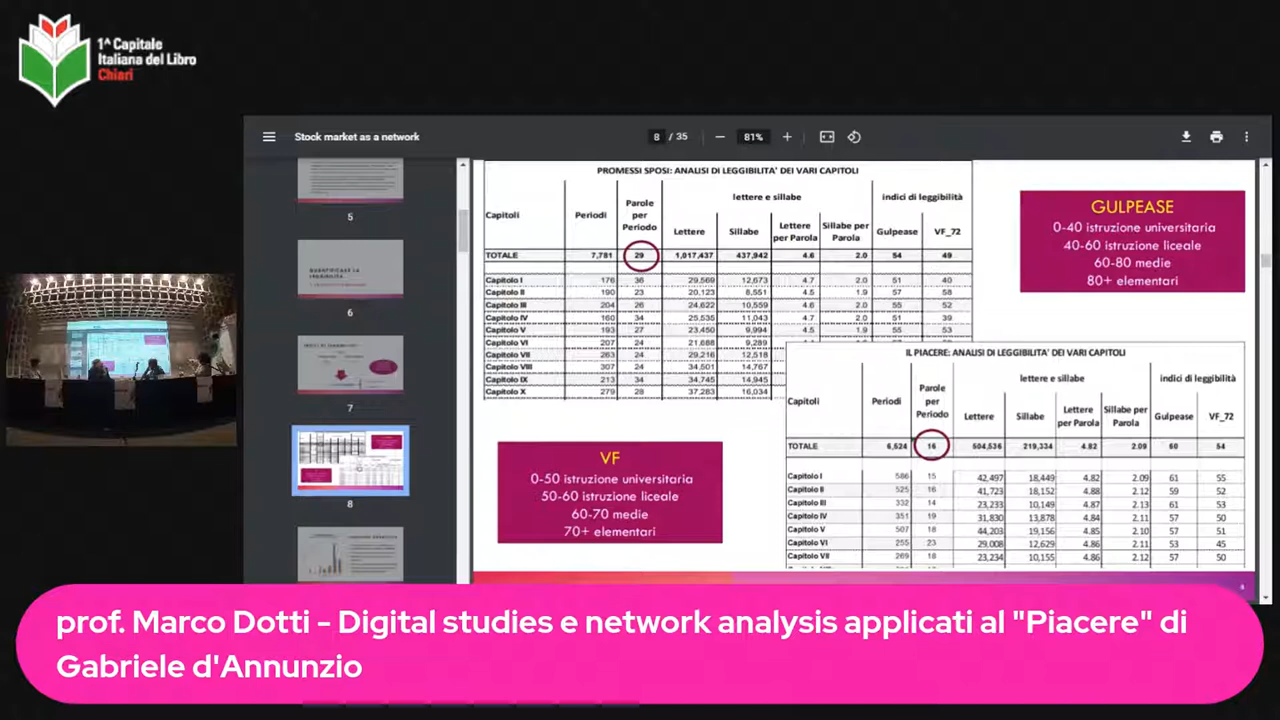 1^ Capitale
Italiana del Libro
Chiari
Stock market as a network
8 / 35
81%
5
6
7
8
PROMESSI SPOSI: ANALISI DI LEGGIBILITA' DEI VARI CAPITOLI
lettere e sillabe
indici di leggibilità
Capitoli Periodi Parole per Periodo Lettere Sillabe Lettere per Parola Sillabe per Parola Gulpease VF_72
TOTALE 7,781 29 1,017,437 437,942 4.6 2.0 54 49
Capitolo I 176 36 29,569 12,673 4.7 2.0 51 40
Capitolo II 190 23 20,123 8,651 4.5 1.9 57 58
Capitolo III 204 26 24,622 10,559 4.6 2.0 55 52
Capitolo IV 160 34 25,535 11,043 4.7 2.0 51 39
Capitolo V 193 27 23,450 9,994 4.5 1.9 55 53
Capitolo VI 207 24 21,688 9,289
Capitolo VII 263 24 29,216 12,518
Capitolo VIII 307 24 34,501 14,767
Capitolo IX 213 34 34,745 14,945
Capitolo X 279 28 37,283 16,034
GULPEASE
0-40 istruzione universitaria
40-60 istruzione liceale
60-80 medie
80+ elementari
IL PIACERE: ANALISI DI LEGGIBILITA' DEI VARI CAPITOLI
lettere e sillabe
indici di leggibilità
Capitoli Periodi Parole per Periodo Lettere Sillabe Lettere per Parola Sillabe per Parola Gulpease VF_72
TOTALE 6,524 16 504,536 219,334 4.82 2.09 60 54
Capitolo I 586 15 42,497 18,449 4.82 2.09 61 55
Capitolo II 525 16 41,723 18,152 4.88 2.12 59 52
Capitolo III 332 14 23,233 10,149 4.87 2.13 61 53
Capitolo IV 351 19 31,830 13,878 4.84 2.11 57 50
Capitolo V 507 18 44,203 19,156 4.85 2.10 57 51
Capitolo VI 255 23 29,008 12,629 4.86 2.11 53 45
Capitolo VII 269 18 23,234 10,155 4.86 2.12 57 50
VF
0-50 istruzione universitaria
50-60 istruzione liceale
60-70 medie
70+ elementari
prof. Marco Dotti - Digital studies e network analysis applicati al "Piacere" di
Gabriele d'Annunzio